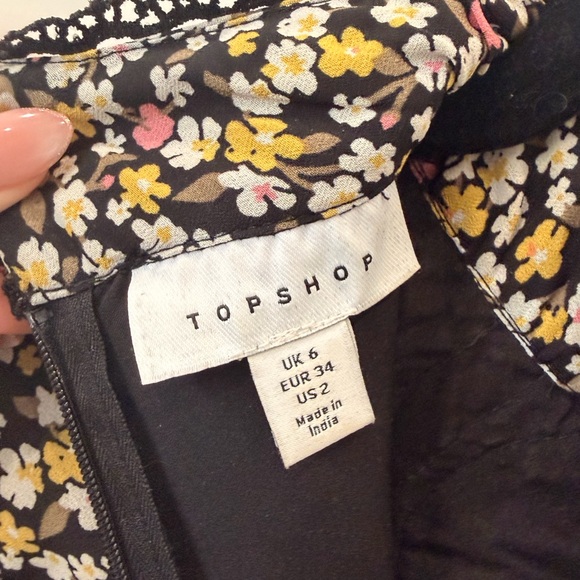 TOPSHOP
UK 6
EUR 34
US 2
Made in
India